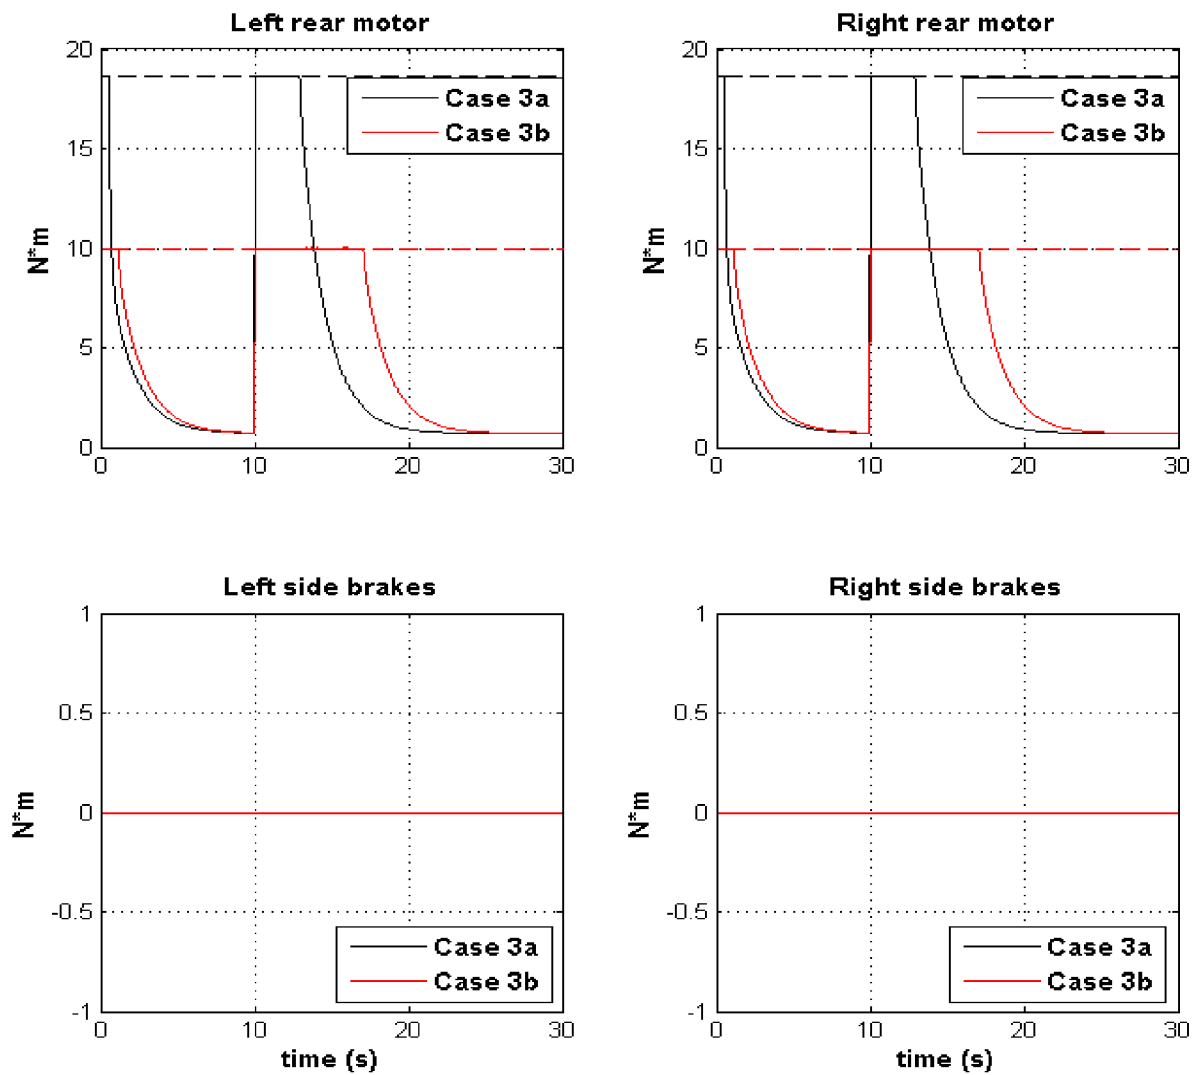 Left rear motor
20
15
10
5
0
N*m
0 10 20 30
Case 3a
Case 3b
Right rear motor
20
15
10
5
0
N*m
0 10 20 30
Case 3a
Case 3b
Left side brakes
1
0.5
0
-0.5
-1
N*m
0 10 20 30
time (s)
Case 3a
Case 3b
Right side brakes
1
0.5
0
-0.5
-1
N*m
0 10 20 30
time (s)
Case 3a
Case 3b